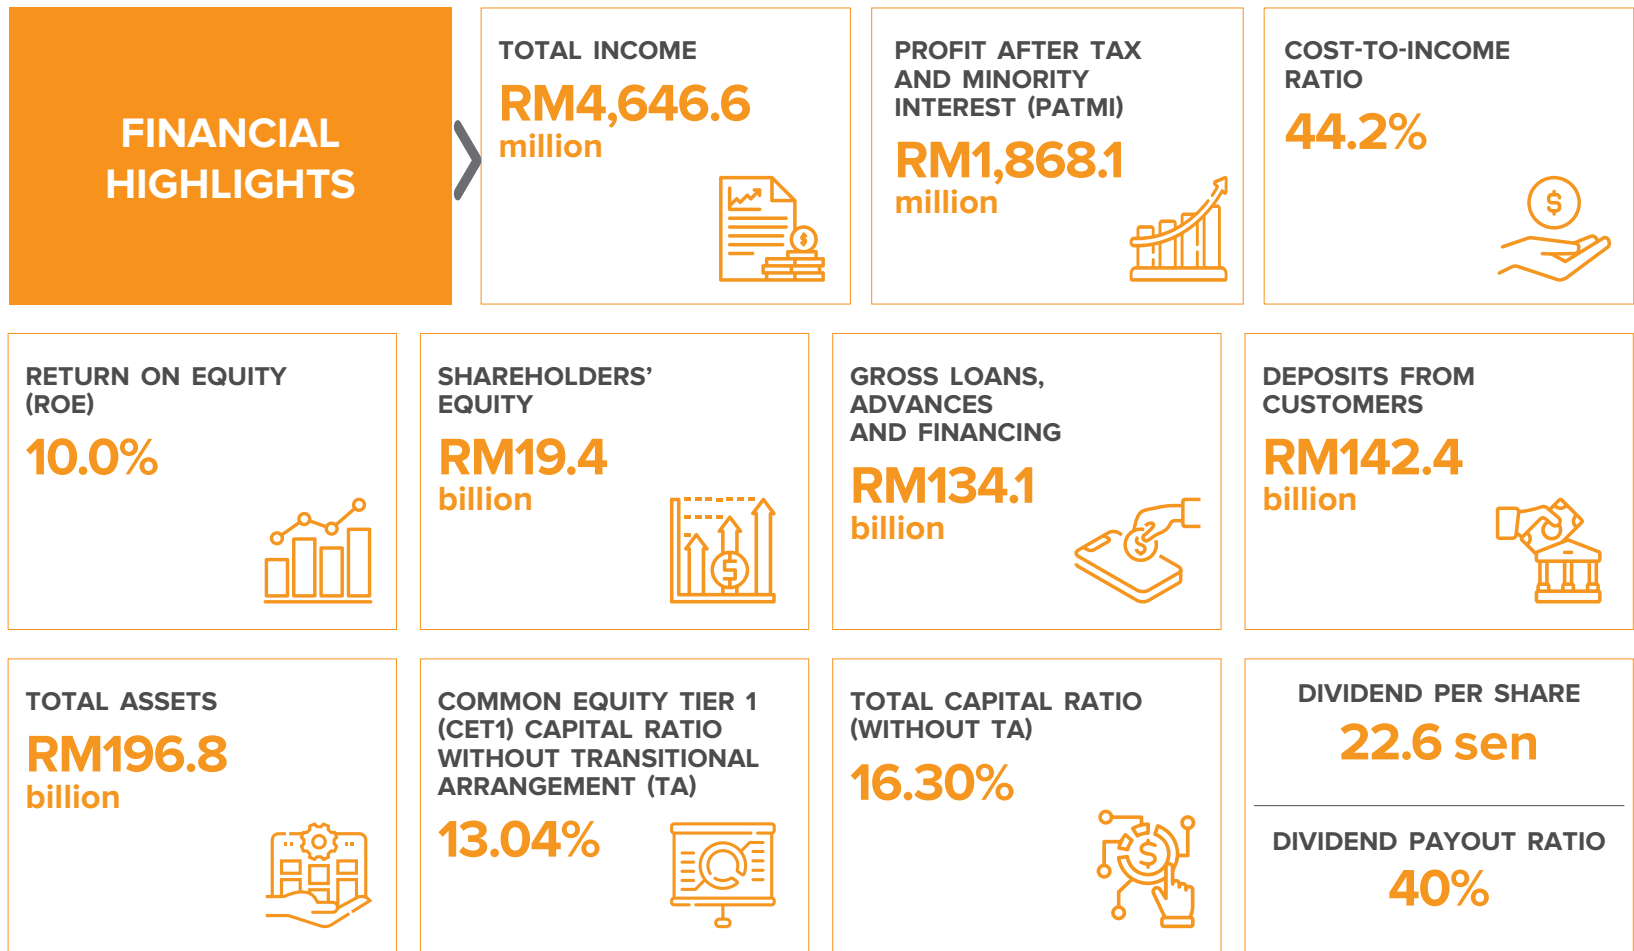 FINANCIAL
HIGHLIGHTS
TOTAL INCOME
RM4,646.6
million
PROFIT AFTER TAX
AND MINORITY
INTEREST (PATMI)
RM1,868.1
million
COST-TO-INCOME
RATIO
44.2%
RETURN ON EQUITY
(ROE)
10.0%
SHAREHOLDERS’
EQUITY
RM19.4
billion
GROSS LOANS,
ADVANCES
AND FINANCING
RM134.1
billion
DEPOSITS FROM
CUSTOMERS
RM142.4
billion
TOTAL ASSETS
RM196.8
billion
COMMON EQUITY TIER 1
(CET1) CAPITAL RATIO
WITHOUT TRANSITIONAL
ARRANGEMENT (TA)
13.04%
TOTAL CAPITAL RATIO
(WITHOUT TA)
16.30%
DIVIDEND PER SHARE
22.6 sen
DIVIDEND PAYOUT RATIO
40%